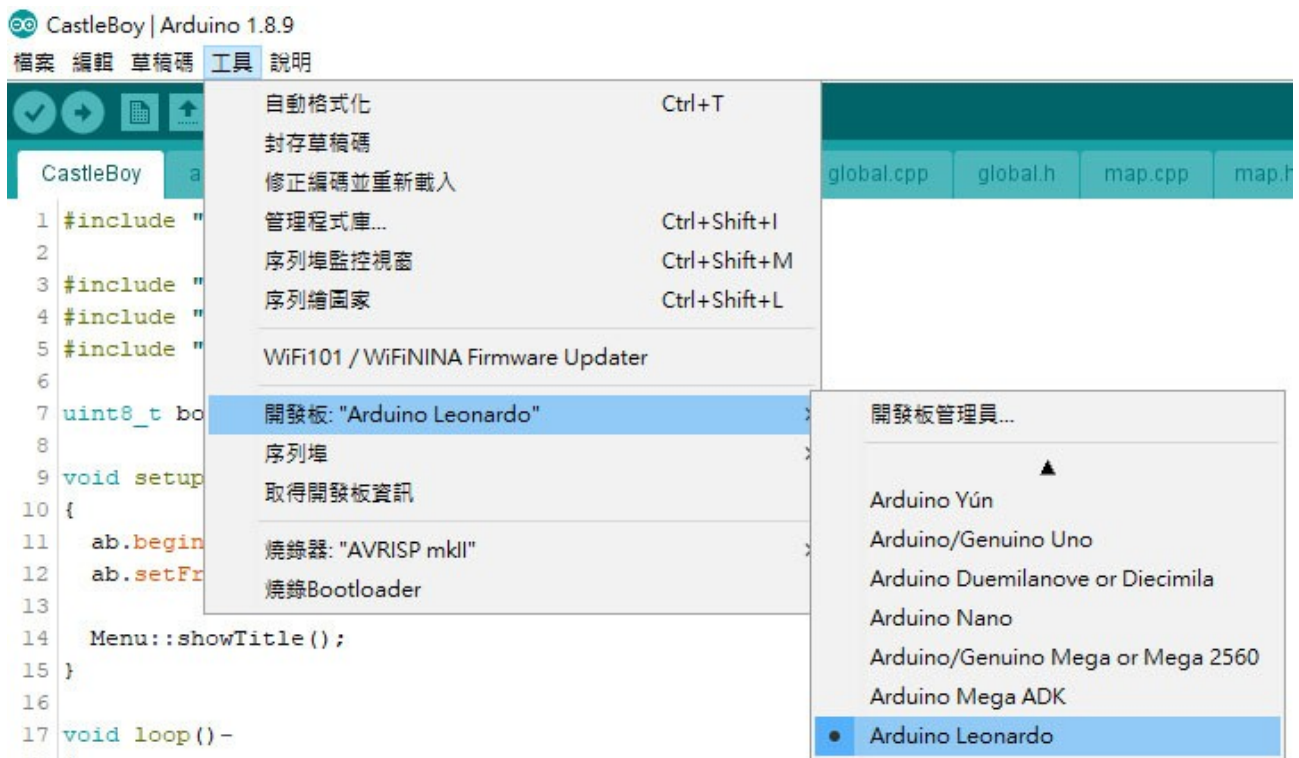 CastleBoy | Arduino 1.8.9
檔案 編輯 草稿碼 工具 說明
自動格式化 Ctrl+T
封存草稿碼
修正編碼並重新載入
管理程式庫... Ctrl+Shift+I
序列埠監控視窗 Ctrl+Shift+M
序列繪圖家 Ctrl+Shift+L
WiFi101 / WiFiNINA Firmware Updater
開發板: "Arduino Leonardo"
序列埠
取得開發板資訊
燒錄器: "AVRISP mkII"
燒錄Bootloader
開發板管理員...
Arduino Yún
Arduino/Genuino Uno
Arduino Duemilanove or Diecimila
Arduino Nano
Arduino/Genuino Mega or Mega 2560
Arduino Mega ADK
Arduino Leonardo
CastleBoy a global.cpp global.h map.cpp map.h
1 #include "
2
3 #include "
4 #include "
5 #include "
6
7 uint8_t bo
8
9 void setup
10 {
11 ab.begin
12 ab.setFr
13
14 Menu::showTitle();
15 }
16
17 void loop()-